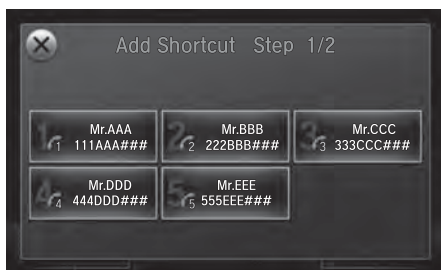 Add Shortcut Step 1/2
1 1 Mr.AAA
111AAA###
2 2 Mr.BBB
222BBB###
3 3 Mr.CCC
333CCC###
4 4 Mr.DDD
444DDD###
5 5 Mr.EEE
555EEE###